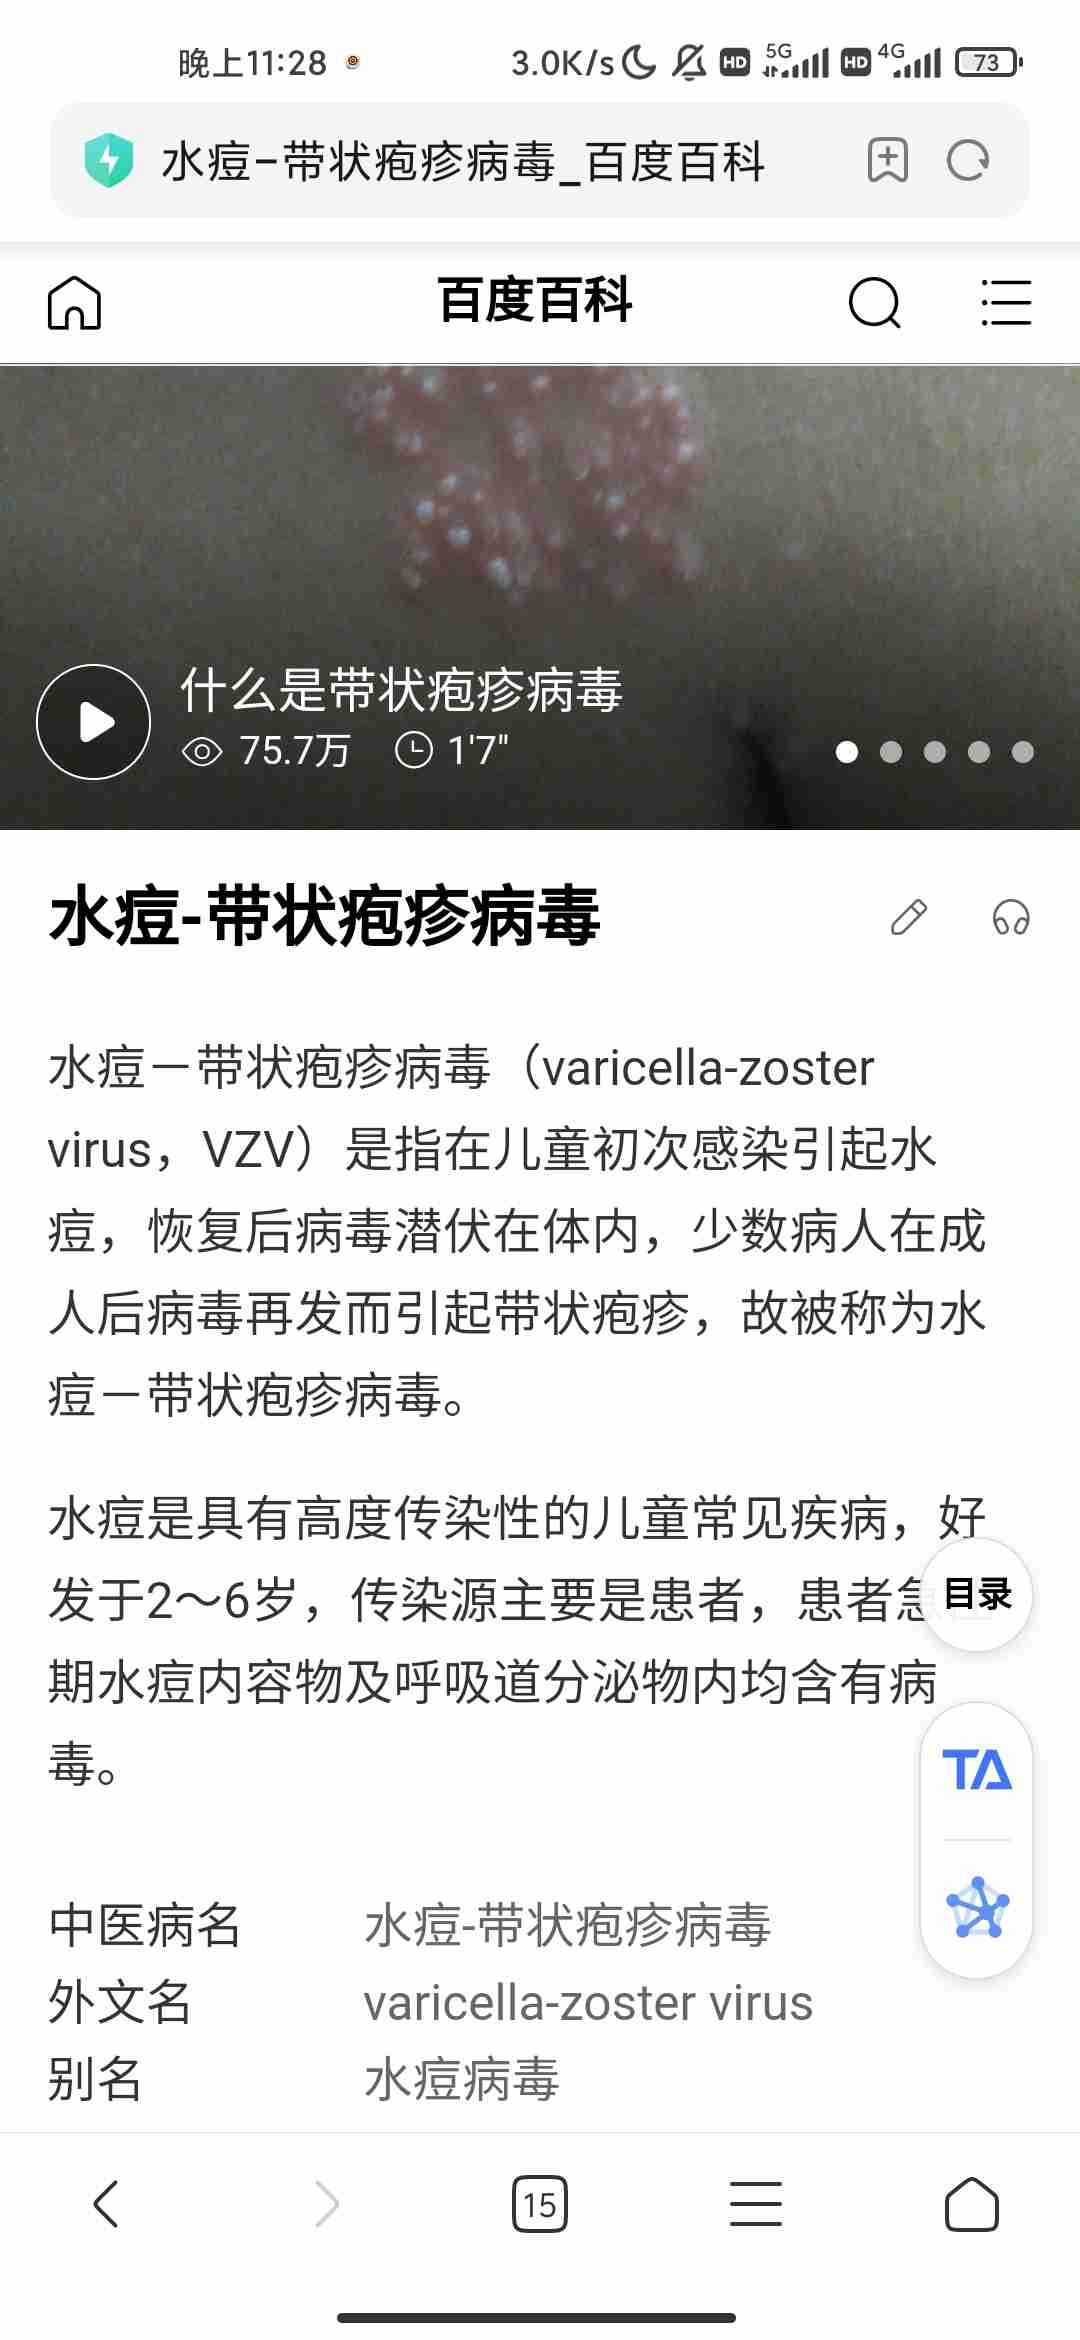 晚上11:28 3.0K/s HD 5G HD 4G 73
水痘-带状疱疹病毒_百度百科
百度百科
什么是带状疱疹病毒
75.7万 1'7"
水痘-带状疱疹病毒
水痘－带状疱疹病毒（varicella-zoster
virus，VZV）是指在儿童初次感染引起水
痘，恢复后病毒潜伏在体内，少数病人在成
人后病毒再发而引起带状疱疹，故被称为水
痘－带状疱疹病毒。
水痘是具有高度传染性的儿童常见疾病，好
发于2～6岁，传染源主要是患者，患者急
目录
期水痘内容物及呼吸道分泌物内均含有病
毒。
TA
中医病名 水痘-带状疱疹病毒
外文名 varicella-zoster virus
别名 水痘病毒
15